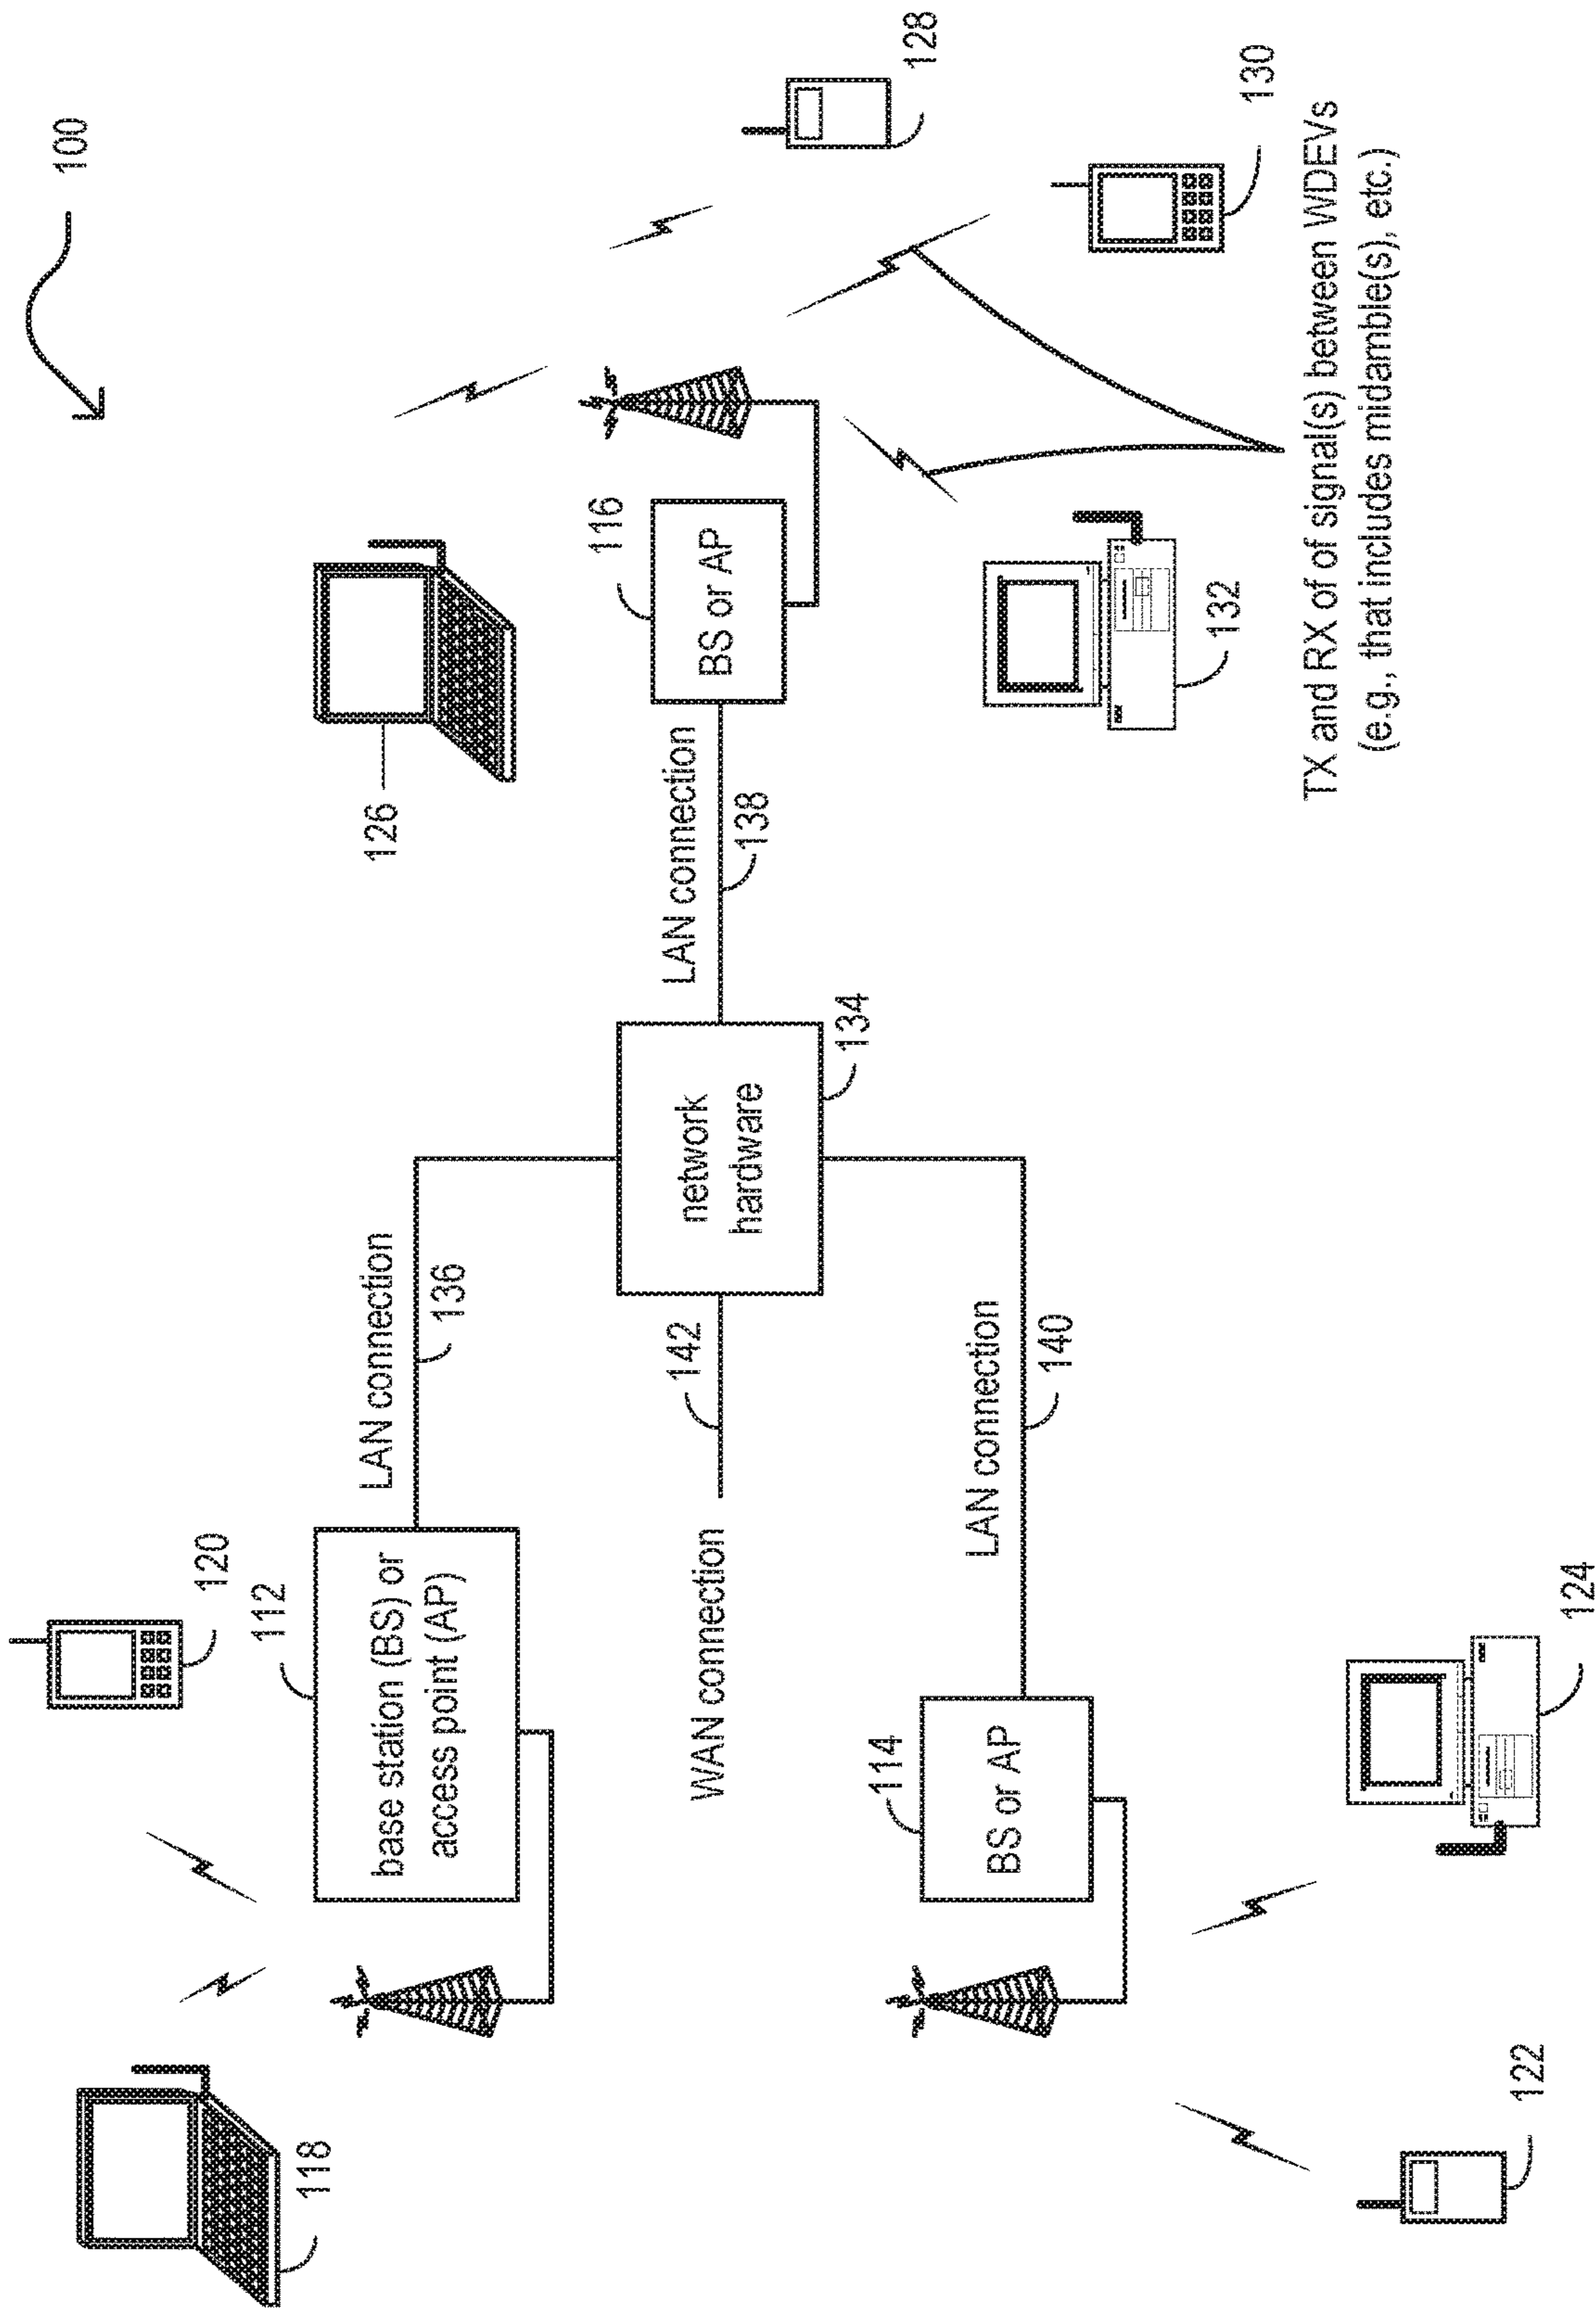 100
120
112
base station (BS) or
access point (AP)
118
LAN connection
136
126
116
BS or AP
128
WAN connection
142
network
hardware
134
LAN connection
138
130
114
BS or AP
LAN connection
140
132
122
124
TX and RX of of signal(s) between WDEVs
(e.g., that includes midamble(s), etc.)